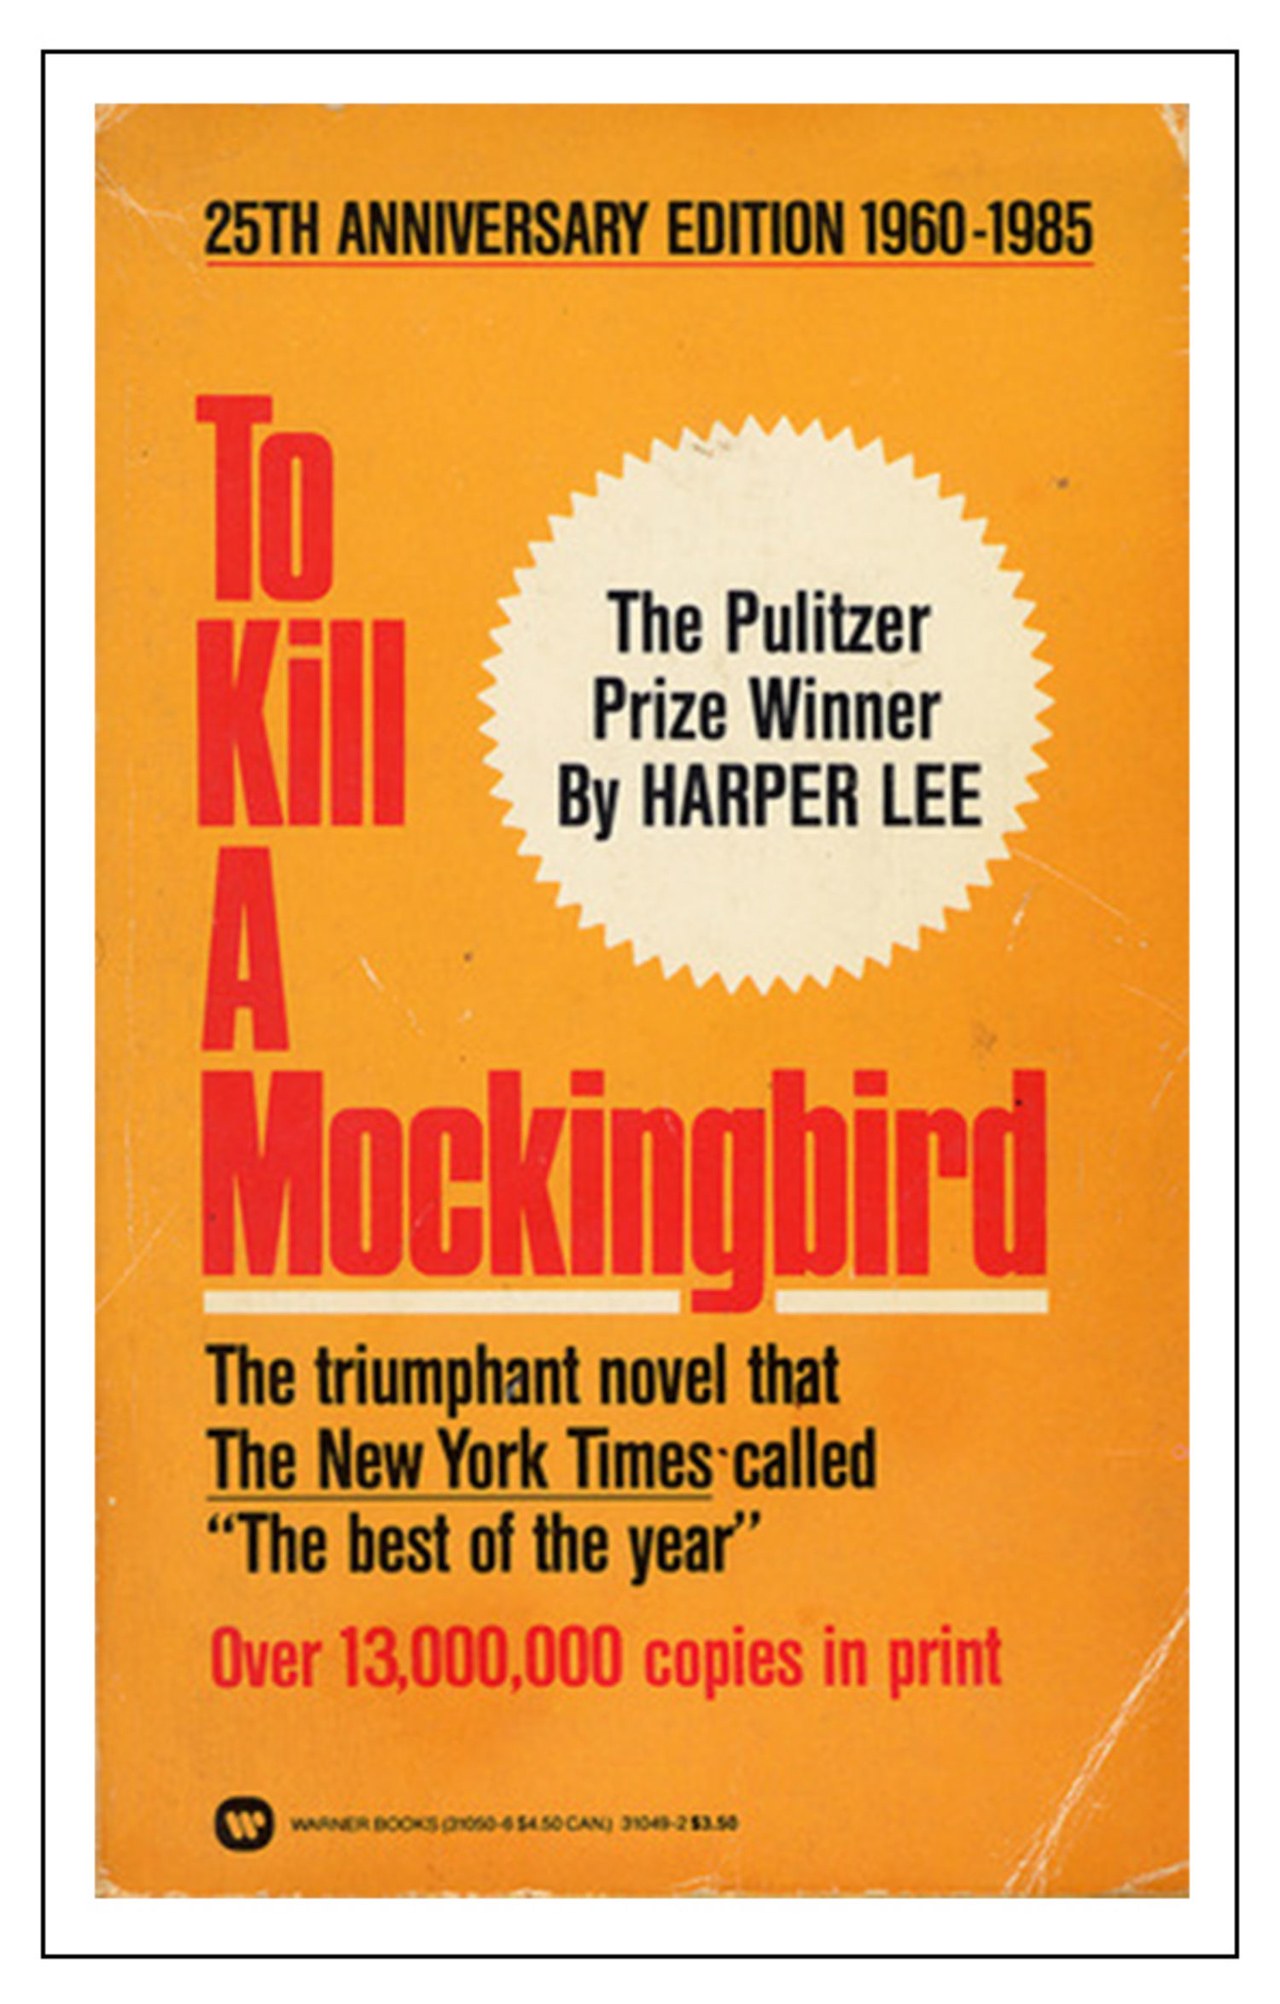 25TH ANNIVERSARY EDITION 1960-1985
To
Kill
A
Mockingbird
The Pulitzer
Prize Winner
By HARPER LEE
The triumphant novel that
The New York Times called
“The best of the year”
Over 13,000,000 copies in print
WARNER BOOKS (31050-6 $4.50 CAN.) 31049-2 $3.50